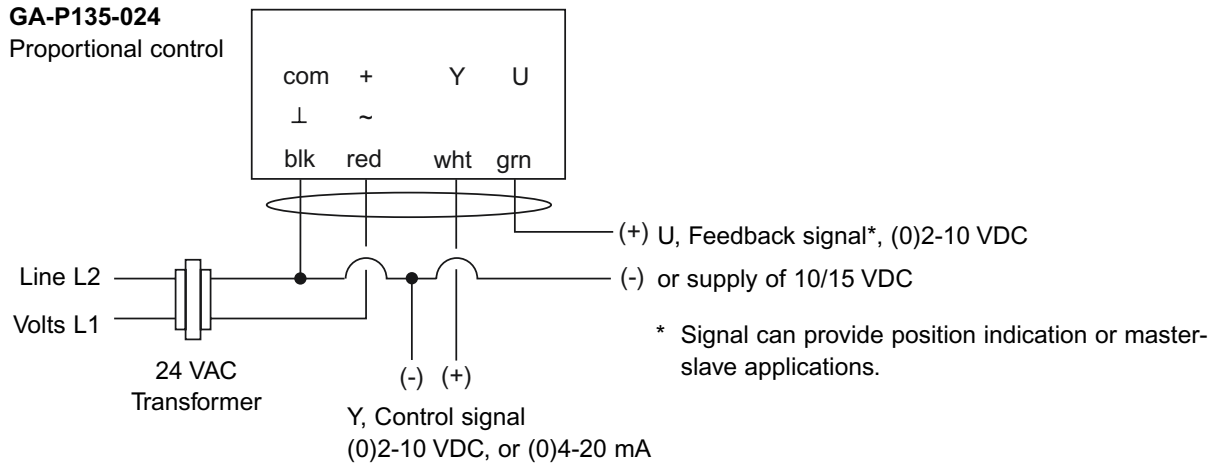 GA-P135-024
Proportional control
com + Y U
⊥ ~
blk red wht grn
(+) U, Feedback signal*, (0)2-10 VDC
Line L2
(-) or supply of 10/15 VDC
Volts L1
* Signal can provide position indication or master-
slave applications.
24 VAC
Transformer
(-) (+)
Y, Control signal
(0)2-10 VDC, or (0)4-20 mA